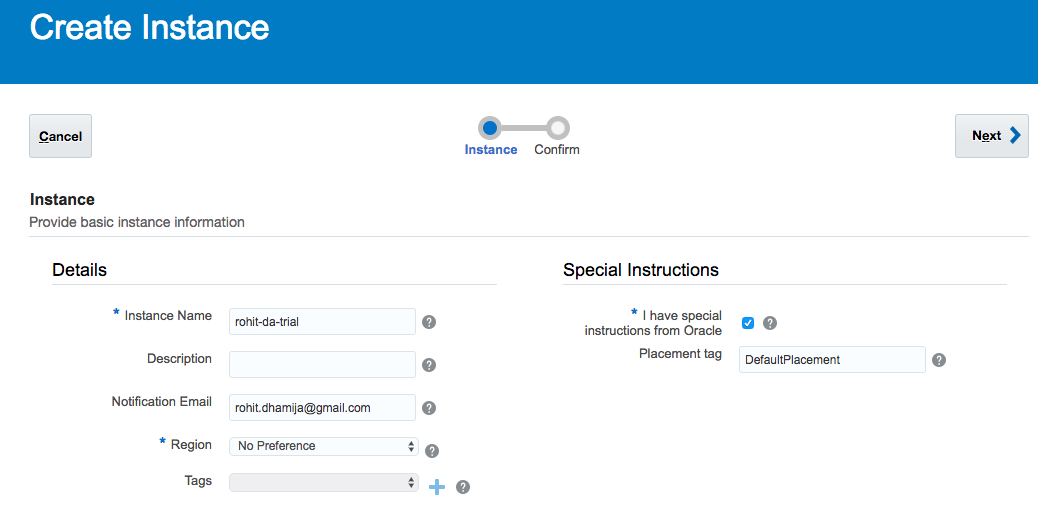 Create Instance
Cancel
Instance
Confirm
Next
Instance
Provide basic instance information
Details
* Instance Name
rohit-da-trial
?
Description
?
Notification Email
rohit.dhamija@gmail.com
?
* Region
No Preference
?
Tags
?
Special Instructions
* I have special
instructions from Oracle
?
Placement tag
DefaultPlacement
?